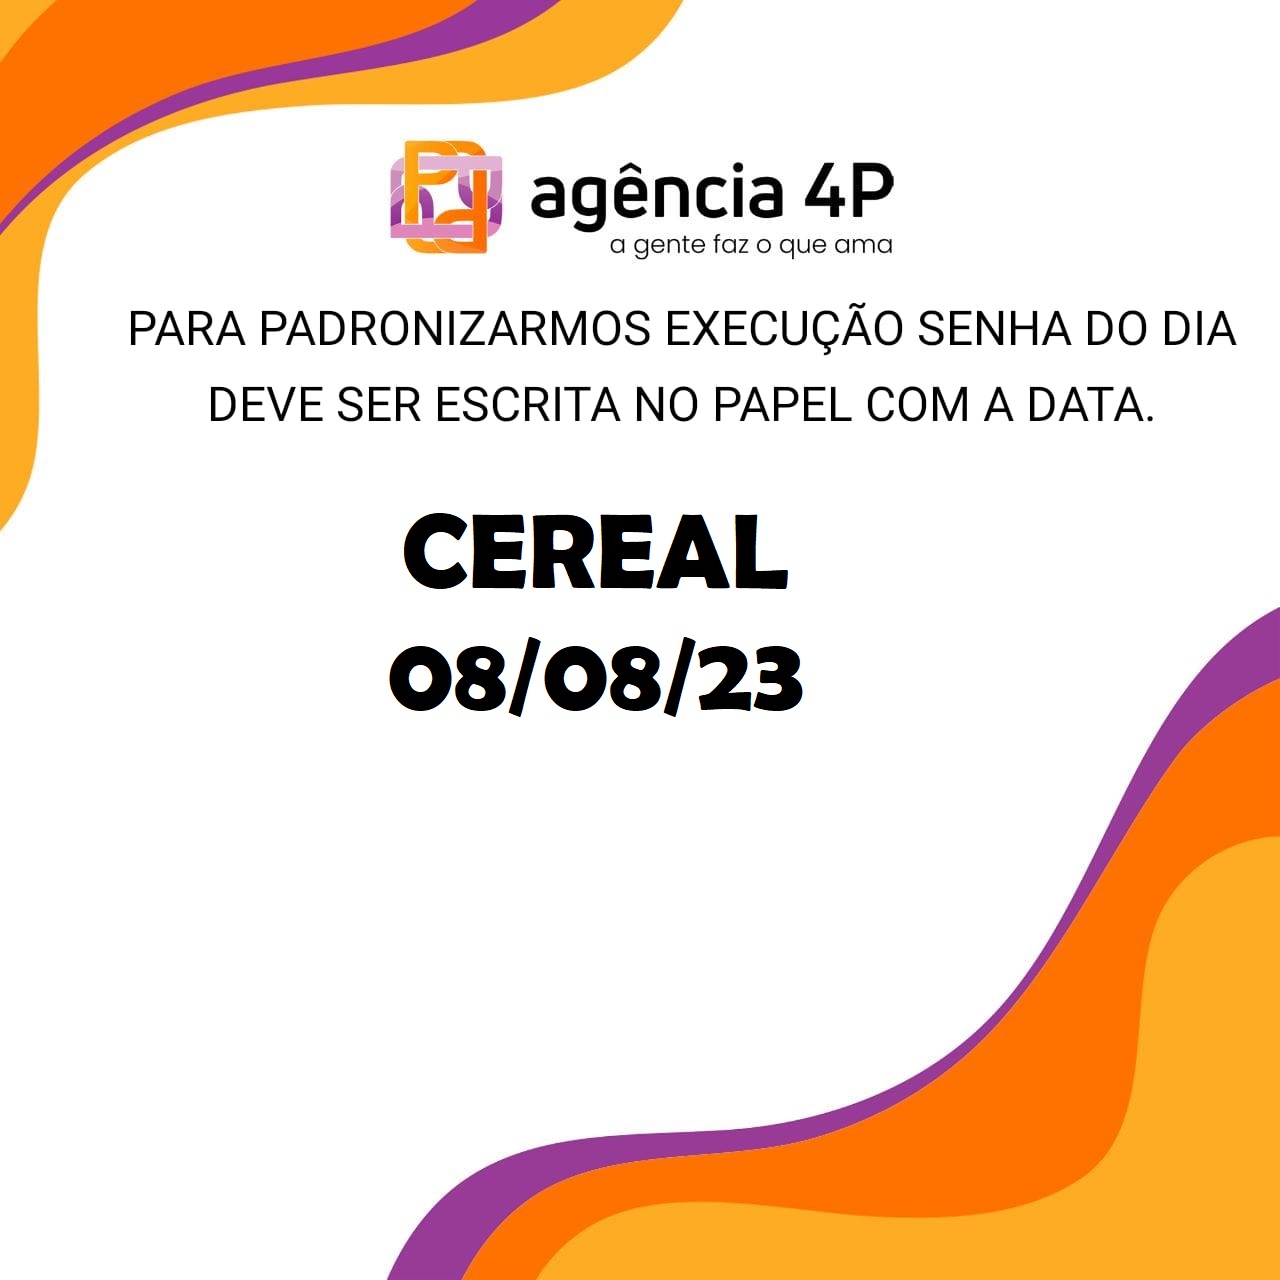 agência 4P
a gente faz o que ama
PARA PADRONIZARMOS EXECUÇÃO SENHA DO DIA
DEVE SER ESCRITA NO PAPEL COM A DATA.
CEREAL
08/08/23